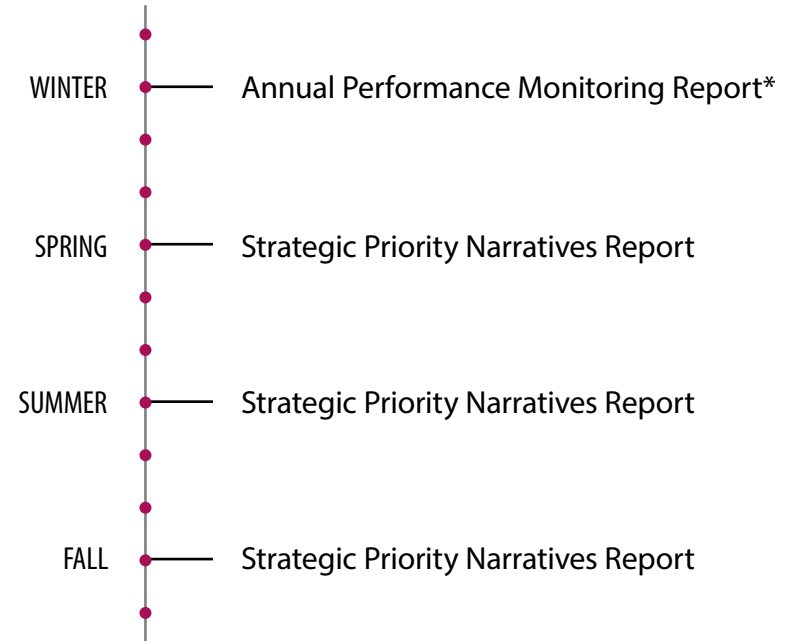 WINTER Annual Performance Monitoring Report*
SPRING Strategic Priority Narratives Report
SUMMER Strategic Priority Narratives Report
FALL Strategic Priority Narratives Report